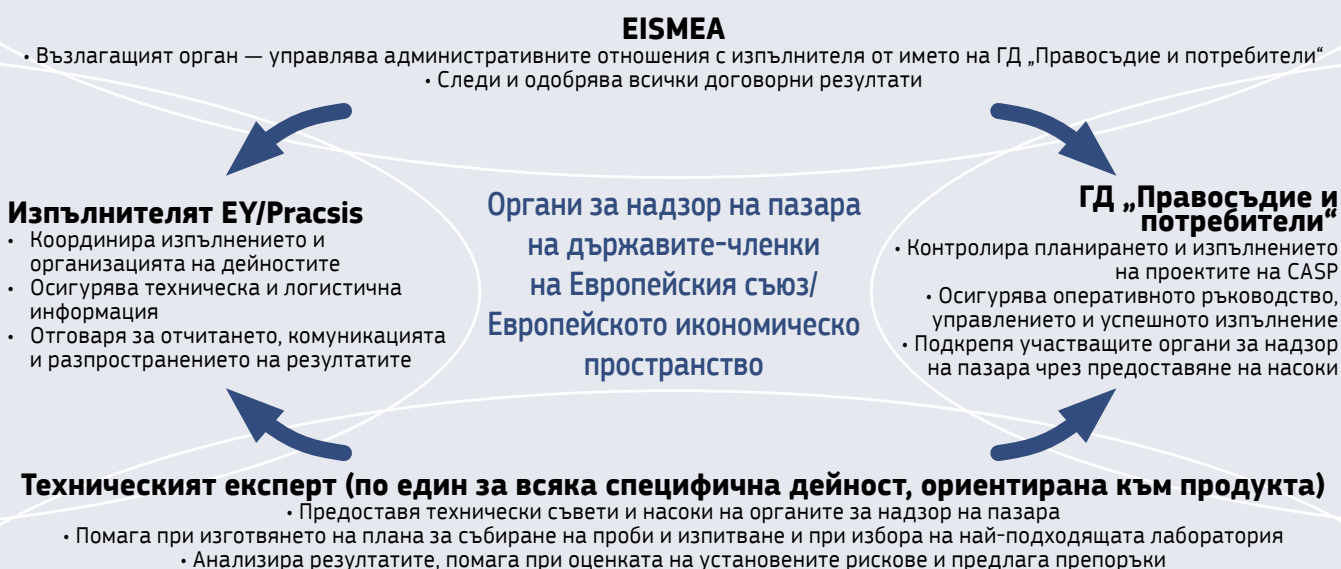 EISMEA
• Възлагащият орган — управлява административните отношения с изпълнителя от името на ГД „Правосъдие и потребители“
• Следи и одобрява всички договорни резултати
Изпълнителят EY/Pracsis
• Координира изпълнението и
организацията на дейностите
• Осигурява техническа и логистична
информация
• Отговаря за отчитането, комуникацията
и разпространението на резултатите
Органи за надзор на пазара
на държавите-членки
на Европейския съюз/
Европейското икономическо
пространство
ГД „Правосъдие и
потребители“
• Контролира планирането и изпълнението
на проектите на CASP
• Осигурява оперативното ръководство,
управлението и успешното изпълнение
• Подкрепя участващите органи за надзор
на пазара чрез предоставяне на насоки
Техническият експерт (по един за всяка специфична дейност, ориентирана към продукта)
• Предоставя технически съвети и насоки на органите за надзор на пазара
• Помага при изготвянето на плана за събиране на проби и изпитване и при избора на най-подходящата лаборатория
• Анализира резултатите, помага при оценката на установените рискове и предлага препоръки